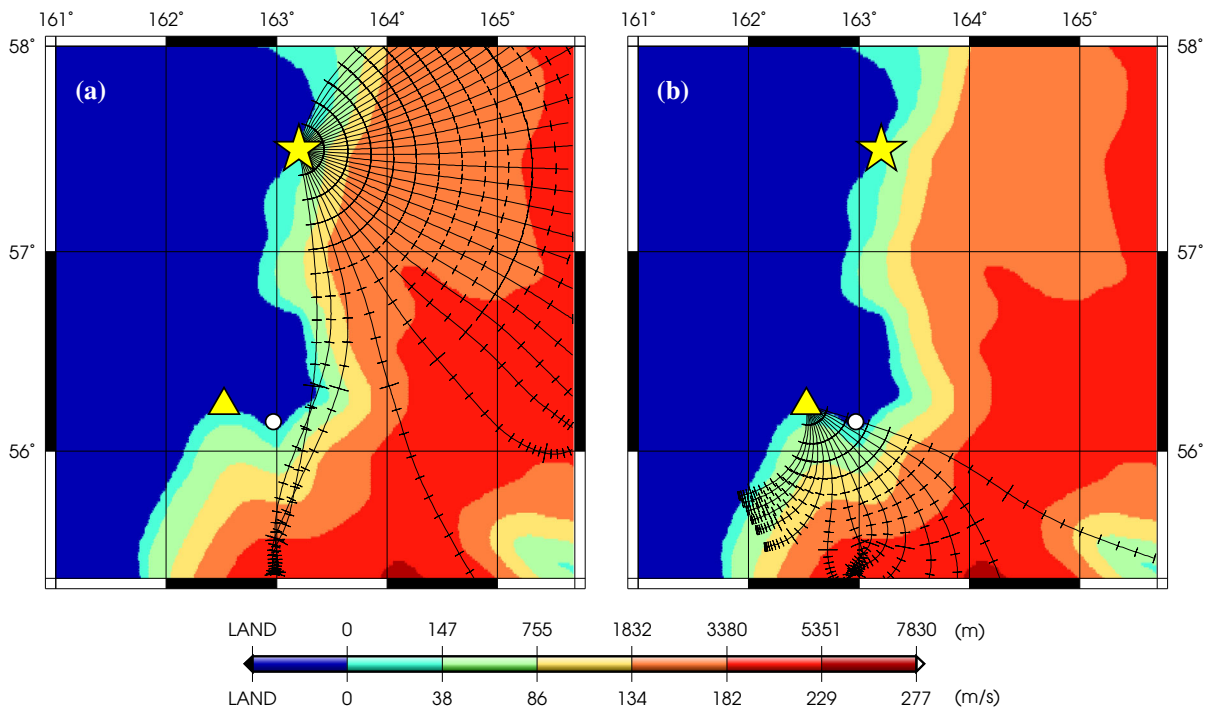 161° 162° 163° 164° 165° 162° 163° 164° 165°
58° 58°
(a) (b)
57° 57°
56° 56°
LAND 0 147 755 1832 3380 5351 7830 (m)
LAND 0 38 86 134 182 229 277 (m/s)